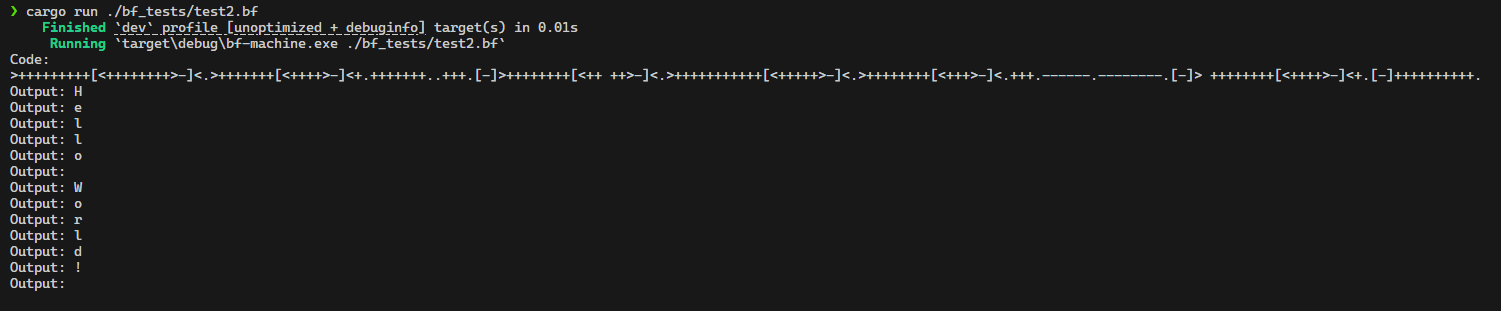 ❯ cargo run ./bf_tests/test2.bf
Finished `dev` profile [unoptimized + debuginfo] target(s) in 0.01s
Running `target\debug\bf-machine.exe ./bf_tests/test2.bf`
Code:
>+++++++++[<++++++++>-]<.>+++++++[<++++>-]<+.+++++++..+++.[-]>++++++++[<++ ++>-]<.>+++++++++++[<+++++>-]<.>++++++++[<+++>-]<.+++.------.--------.[-]> ++++++++[<++++>-]<+.[-]++++++++++.
Output: H
Output: e
Output: l
Output: l
Output: o
Output:
Output: W
Output: o
Output: r
Output: l
Output: d
Output: !
Output: